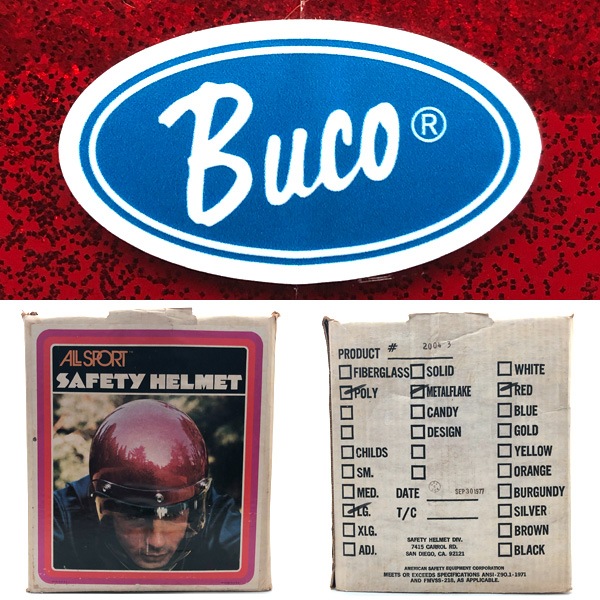 Buco®
ALL SPORT™
SAFETY HELMET
PRODUCT # 2004-3
FIBERGLASS SOLID WHITE
POLY METALFLAKE RED
CANDY BLUE
DESIGN GOLD
CHILDS YELLOW
SM. ORANGE
MED. DATE SEP 30 1977 BURGUNDY
LG. T/C SILVER
XLG. BROWN
ADJ. BLACK
SAFETY HELMET DIV.
7415 CARROL RD.
SAN DIEGO, CA. 92121
AMERICAN SAFETY EQUIPMENT CORPORATION
MEETS OR EXCEEDS SPECIFICATIONS ANSI-Z90.1-1971
AND FMVSS-218, AS APPLICABLE.